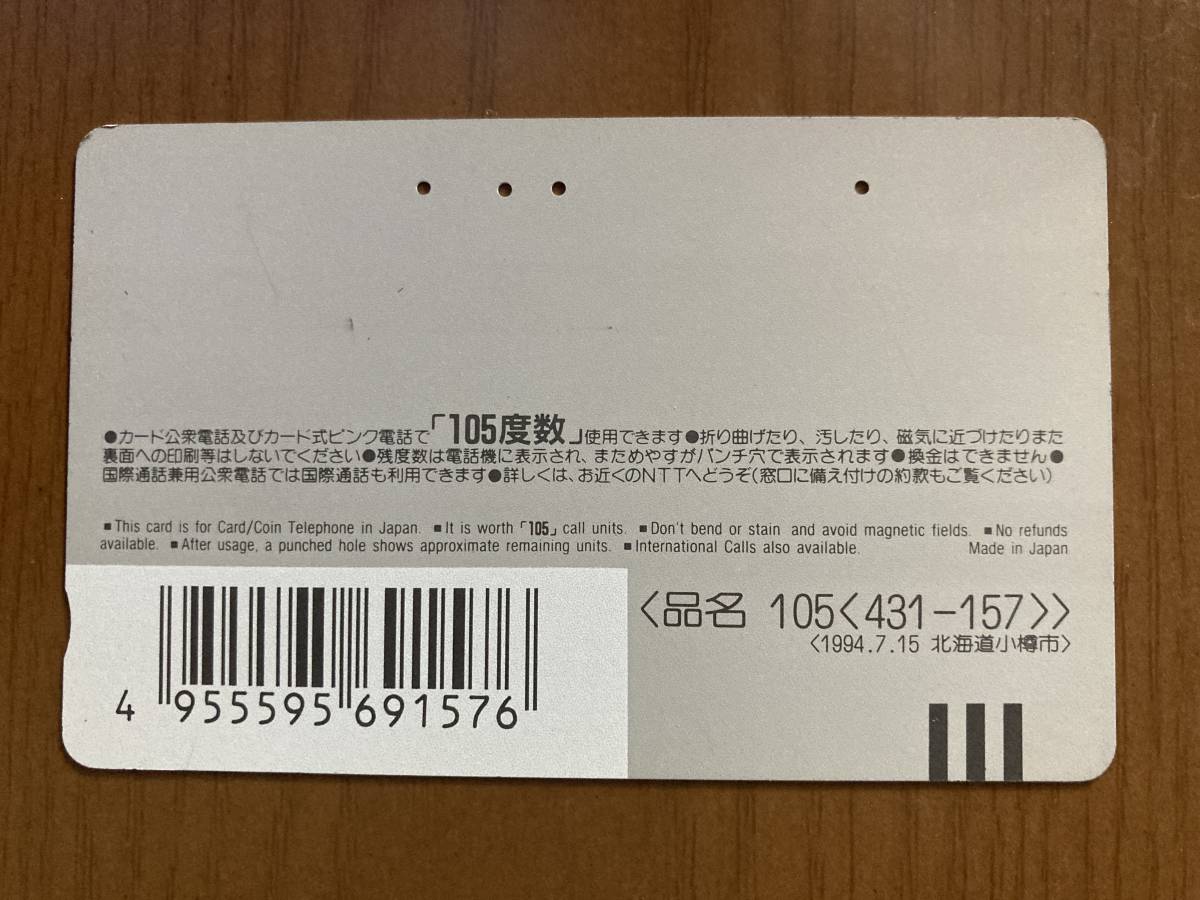 ●カード公衆電話及びカード式ピンク電話で「105度数」使用できます●折り曲げたり、汚したり、磁気に近づけたりまた
裏面への印刷等はしないでください●残度数は電話機に表示され、まためやすがパンチ穴で表示されます●換金はできません●
国際通話兼用公衆電話では国際通話も利用できます●詳しくは、お近くのNTTへどうぞ(窓口に備え付けの約款もご覧ください)
■This card is for Card/Coin Telephone in Japan. ■It is worth「105」call units. ■Don't bend or stain and avoid magnetic fields. ■No refunds
available. ■After usage, a punched hole shows approximate remaining units. ■International Calls also available. Made in Japan
〈品名 105〈431-157〉〉
〈1994.7.15 北海道小樽市〉
4 955595 691576